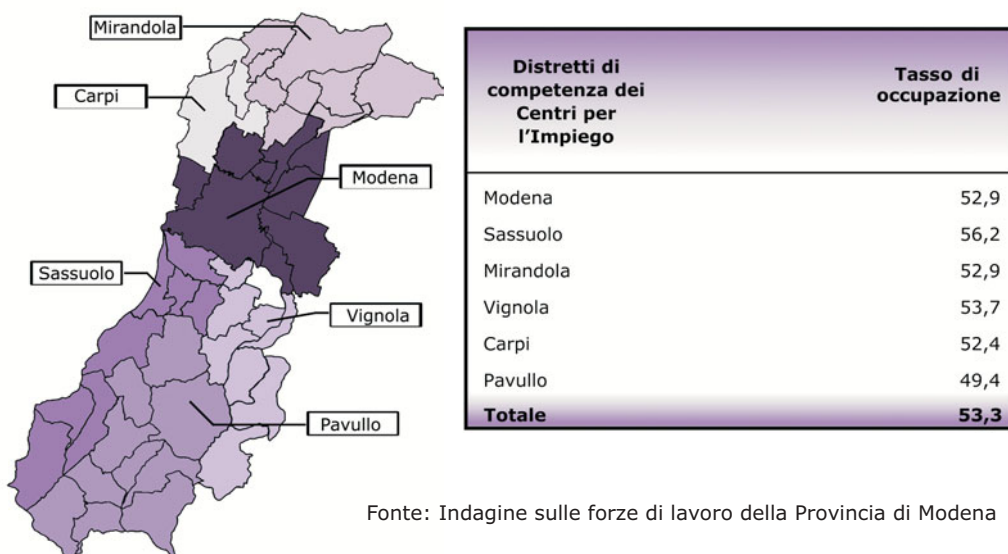 Mirandola
Carpi
Modena
Sassuolo
Vignola
Pavullo
Distretti di
competenza dei
Centri per
l'Impiego
Tasso di
occupazione
Modena 52,9
Sassuolo 56,2
Mirandola 52,9
Vignola 53,7
Carpi 52,4
Pavullo 49,4
Totale 53,3
Fonte: Indagine sulle forze di lavoro della Provincia di Modena